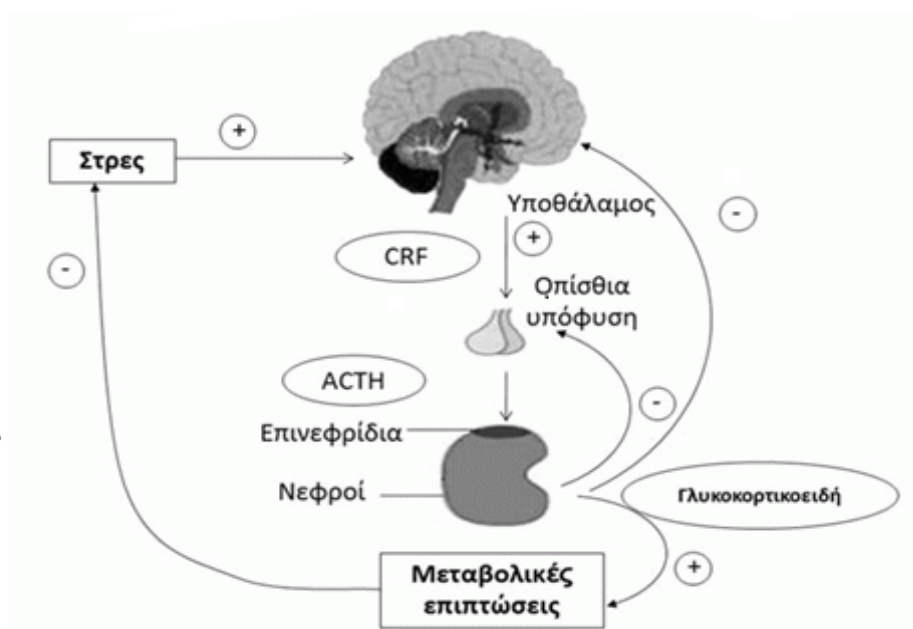 +
Στρες
Υποθάλαμος
-
+
CRF
-
Οπίσθια
υπόφυση
ACTH
-
Επινεφρίδια
Νεφροί
Γλυκοκορτικοειδή
+
Μεταβολικές
επιπτώσεις